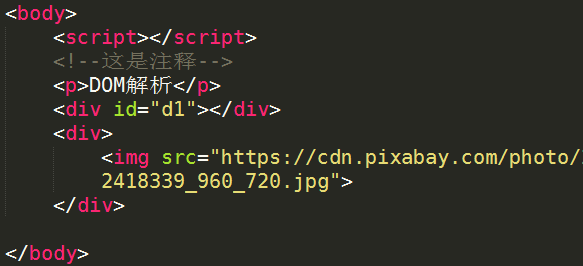 <body>
<script></script>
<!--这是注释-->
<p>DOM解析</p>
<div id="d1"></div>
<div>
<img src="https://cdn.pixabay.com/photo/
2418339_960_720.jpg">
</div>
</body>